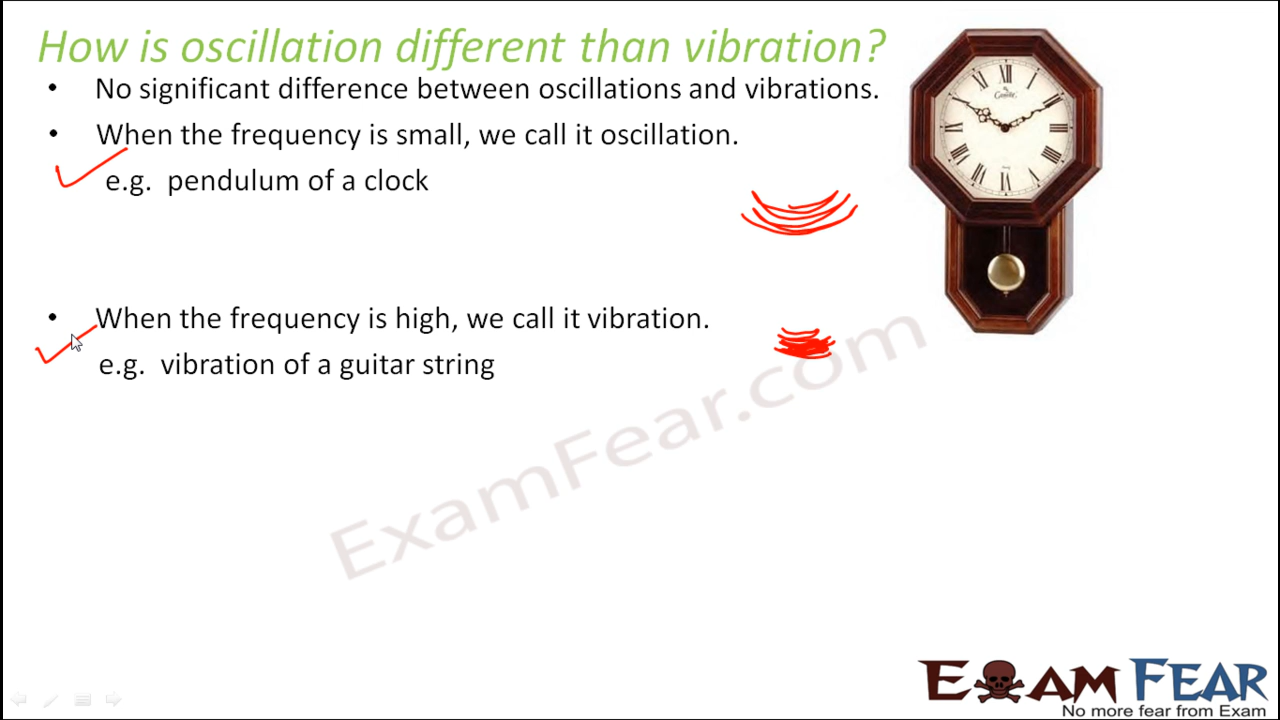 How is oscillation different than vibration?
• No significant difference between oscillations and vibrations.
• When the frequency is small, we call it oscillation.
e.g. pendulum of a clock
• When the frequency is high, we call it vibration.
e.g. vibration of a guitar string
ExamFear.com
EXAM FEAR
No more fear from Exam